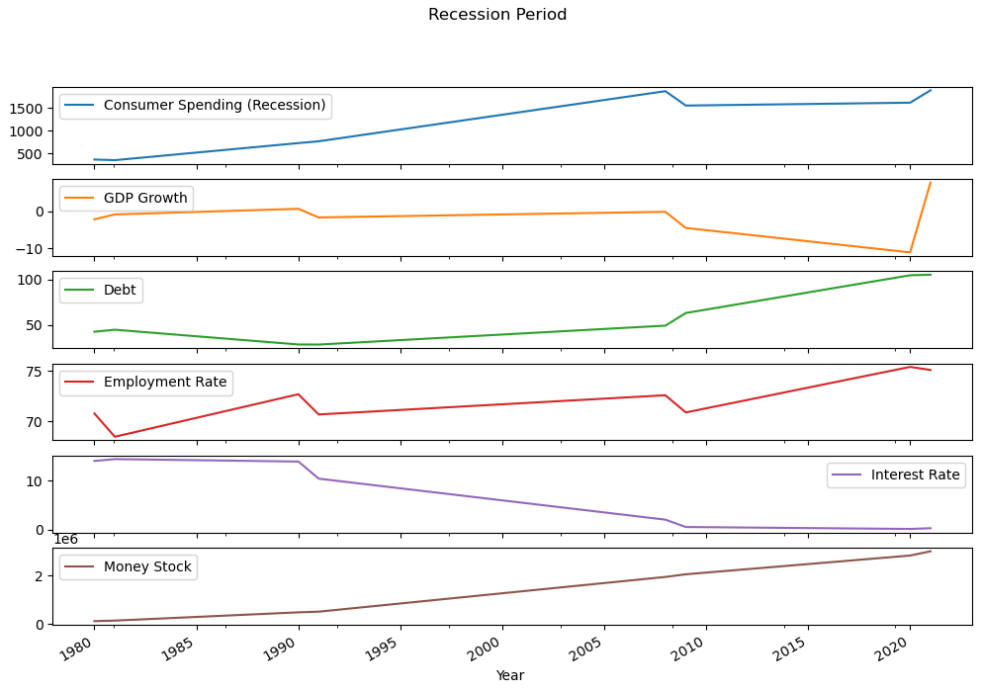 Recession Period
Consumer Spending (Recession)
1500
1000
500
GDP Growth
0
−10
Debt
100
50
Employment Rate
75
70
Interest Rate
10
0
1e6
Money Stock
2
0
1980
1985
1990
1995
2000
2005
2010
2015
2020
Year